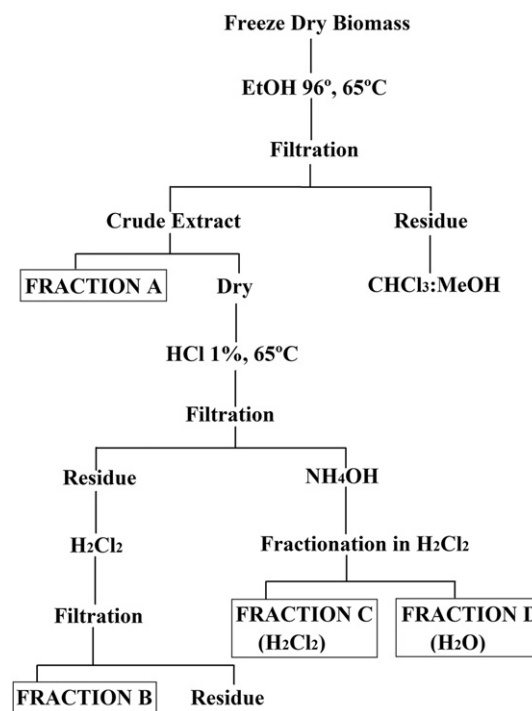 Freeze Dry Biomass
EtOH 96º, 65ºC
Filtration
Crude Extract
Residue
FRACTION A
Dry
CHCl₃:MeOH
HCl 1%, 65ºC
Filtration
Residue
NH₄OH
H₂Cl₂
Fractionation in H₂Cl₂
Filtration
FRACTION C
(H₂Cl₂)
FRACTION D
(H₂O)
FRACTION B
Residue